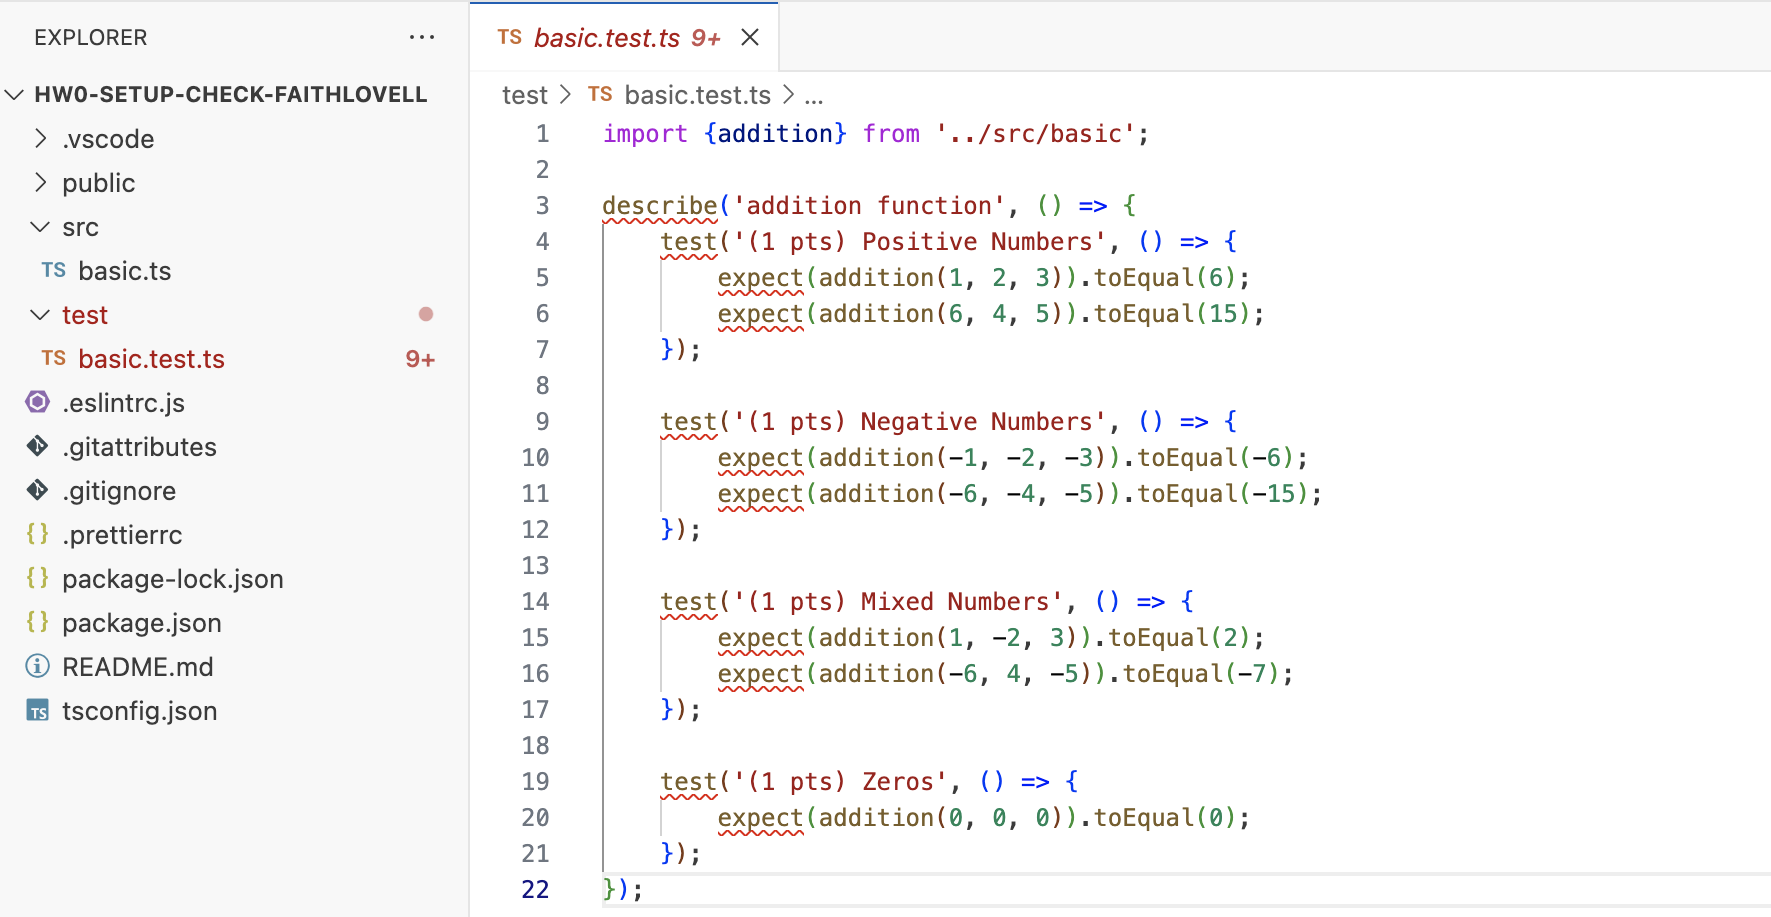 EXPLORER ...
HW0-SETUP-CHECK-FAITHLOVELL
.vscode
public
src
TS basic.ts
test
TS basic.test.ts 9+
.eslintrc.js
.gitattributes
.gitignore
{} .prettierrc
{} package-lock.json
{} package.json
README.md
TS tsconfig.json
TS basic.test.ts 9+
test > TS basic.test.ts > ...
1 import {addition} from '../src/basic';
2
3 describe('addition function', () => {
4     test('(1 pts) Positive Numbers', () => {
5         expect(addition(1, 2, 3)).toEqual(6);
6         expect(addition(6, 4, 5)).toEqual(15);
7     });
8
9     test('(1 pts) Negative Numbers', () => {
10         expect(addition(-1, -2, -3)).toEqual(-6);
11         expect(addition(-6, -4, -5)).toEqual(-15);
12     });
13
14     test('(1 pts) Mixed Numbers', () => {
15         expect(addition(1, -2, 3)).toEqual(2);
16         expect(addition(-6, 4, -5)).toEqual(-7);
17     });
18
19     test('(1 pts) Zeros', () => {
20         expect(addition(0, 0, 0)).toEqual(0);
21     });
22 });